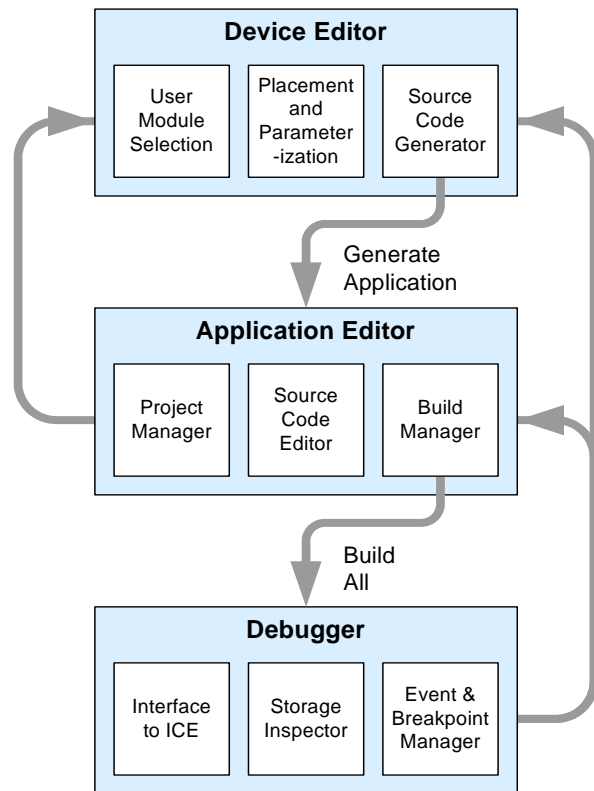 Device Editor
User
Module
Selection
Placement
and
Parameter
-ization
Source
Code
Generator
Generate
Application
Application Editor
Project
Manager
Source
Code
Editor
Build
Manager
Build
All
Debugger
Interface
to ICE
Storage
Inspector
Event &
Breakpoint
Manager